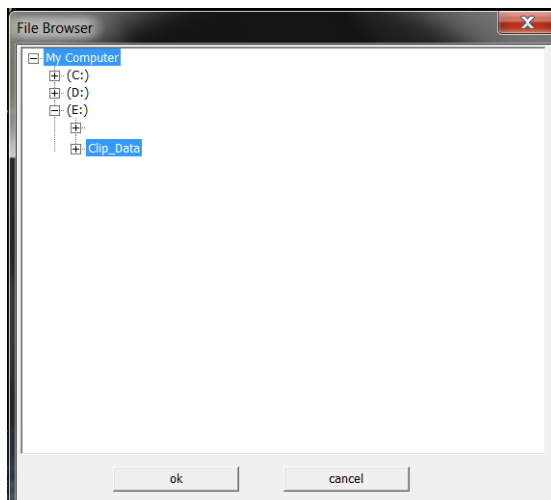 File Browser
My Computer
(C:)
(D:)
(E:)
Clip_Data
ok
cancel